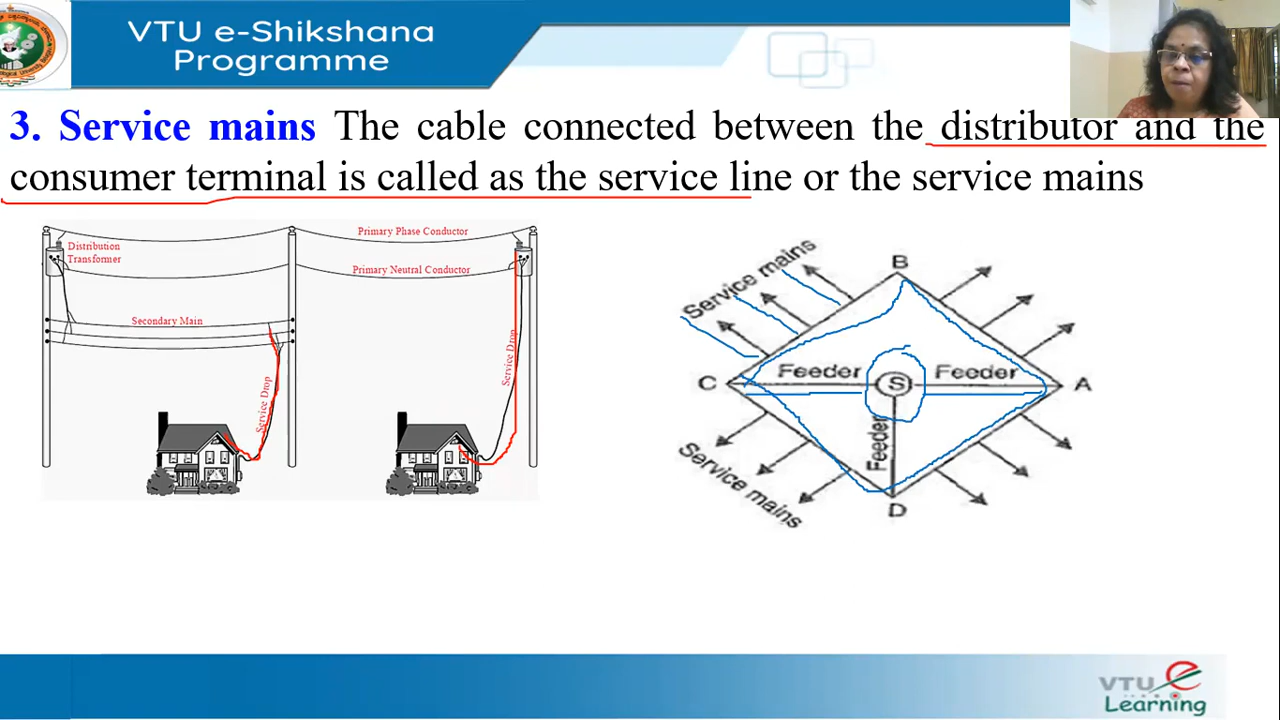 VTU e-Shikshana
Programme
3. Service mains The cable connected between the distributor and the
consumer terminal is called as the service line or the service mains
Primary Phase Conductor
Distribution
Transformer
Primary Neutral Conductor
Secondary Main
Service Drop
Service Drop
Service mains
B
C
Feeder
S
Feeder
A
Feeder
Service mains
D
VTU e
Learning